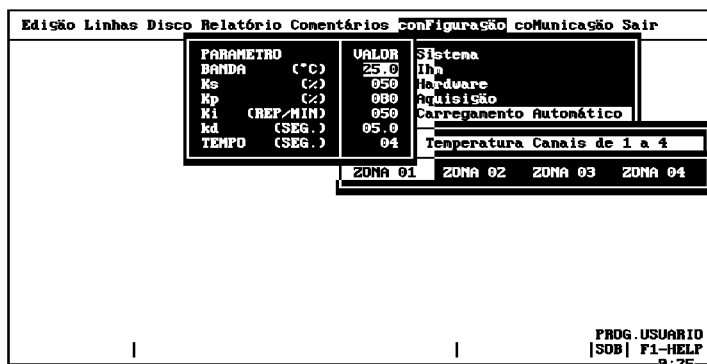 Edição Linhas Disco Relatório Comentários conFiguração coMunicação Sair
PARAMETRO VALOR
BANDA (°C) 25.0
Ks (%) 050
Kp (%) 080
Ki (REP/MIN) 050
kd (SEG.) 05.0
TEMPO (SEG.) 04
Sistema
Ihm
Hardware
Aquisição
Carregamento Automático
Temperatura Canais de 1 a 4
ZONA 01 ZONA 02 ZONA 03 ZONA 04
PROG.USUARIO
|SOB| F1-HELP